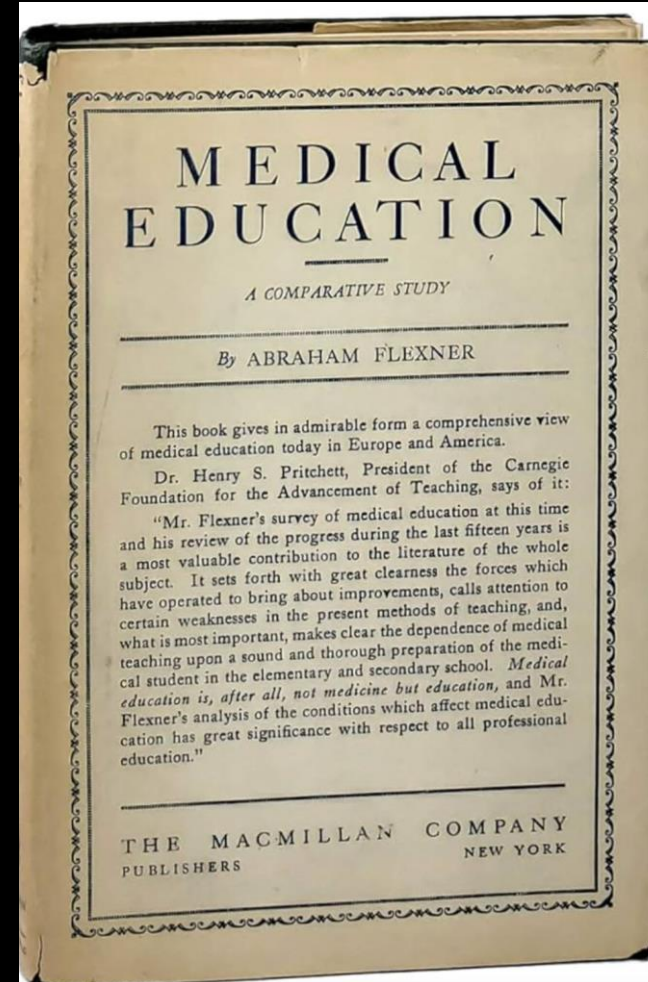 MEDICAL
EDUCATION
A COMPARATIVE STUDY
By ABRAHAM FLEXNER
This book gives in admirable form a comprehensive view
of medical education today in Europe and America.
Dr. Henry S. Pritchett, President of the Carnegie
Foundation for the Advancement of Teaching, says of it:
"Mr. Flexner's survey of medical education at this time
and his review of the progress during the last fifteen years is
a most valuable contribution to the literature of the whole
subject. It sets forth with great clearness the forces which
have operated to bring about improvements, calls attention to
certain weaknesses in the present methods of teaching, and,
what is most important, makes clear the dependence of medical
teaching upon a sound and thorough preparation of the medi-
cal student in the elementary and secondary school. Medical
education is, after all, not medicine but education, and Mr.
Flexner's analysis of the conditions which affect medical edu-
cation has great significance with respect to all professional
education."
THE MACMILLAN COMPANY
PUBLISHERS NEW YORK